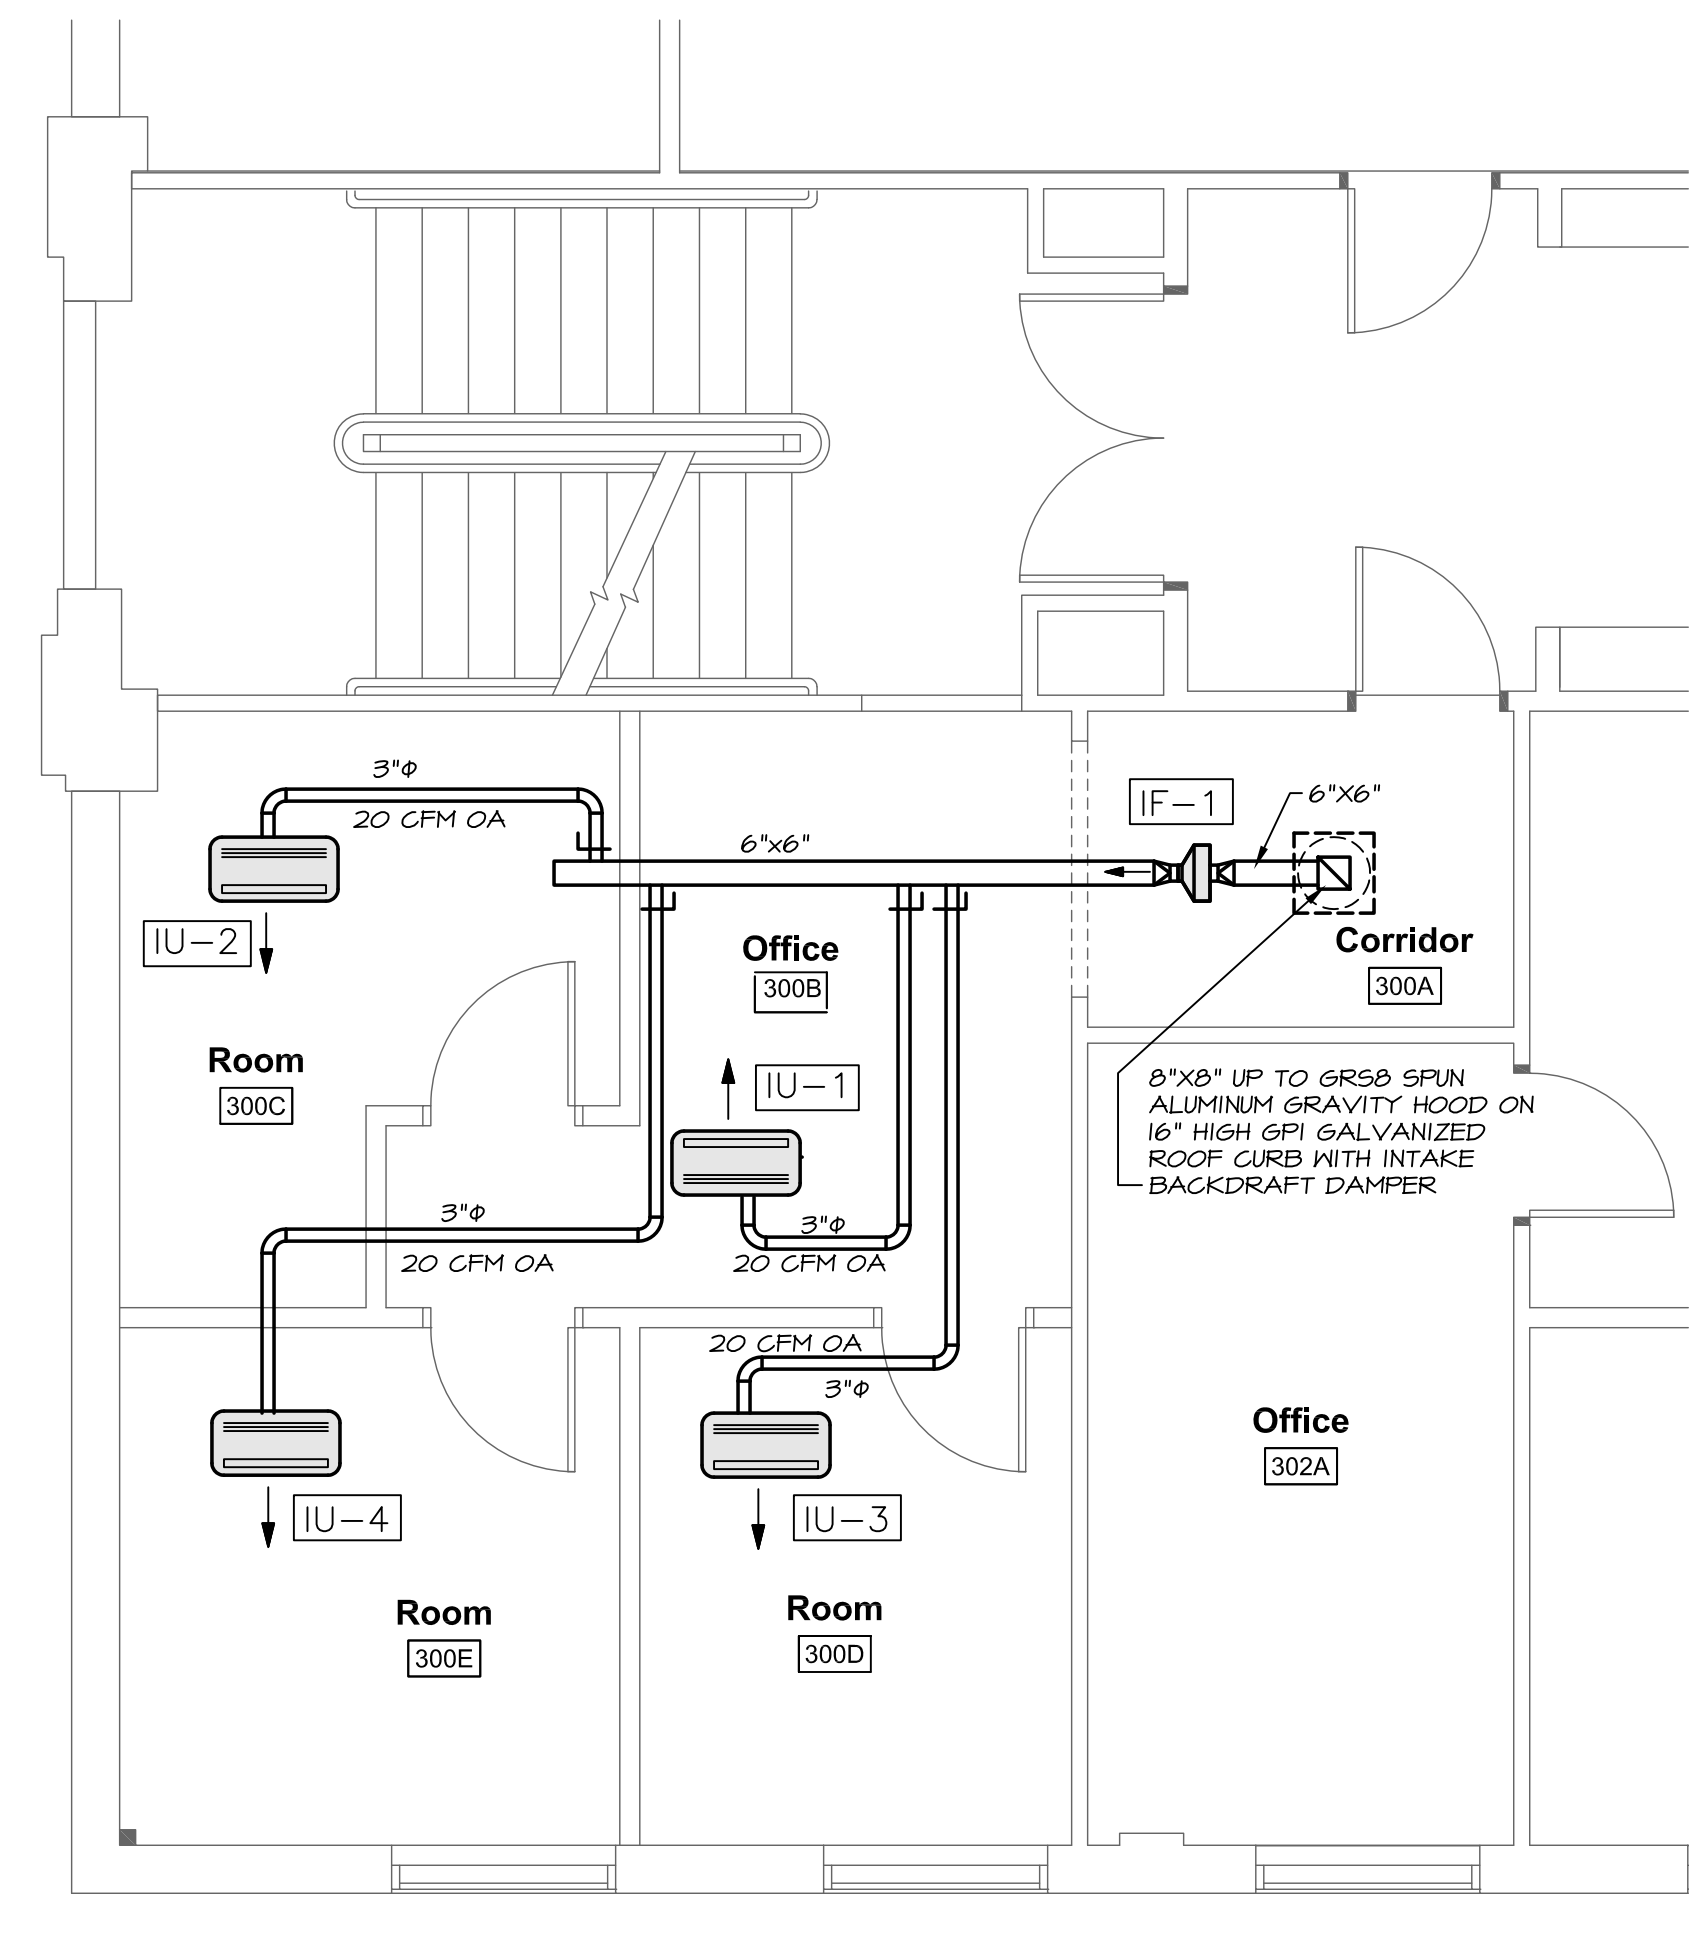 3"Φ
20 CFM OA
6"x6"
IF-1
6"X6"
IU-2
Office
300B
Corridor
300A
Room
300C
IU-1
8"X8" UP TO GRS8 SPUN
ALUMINUM GRAVITY HOOD ON
16" HIGH GPI GALVANIZED
ROOF CURB WITH INTAKE
BACKDRAFT DAMPER
3"Φ
20 CFM OA
3"Φ
20 CFM OA
20 CFM OA
3"Φ
Office
302A
IU-4
IU-3
Room
300E
Room
300D